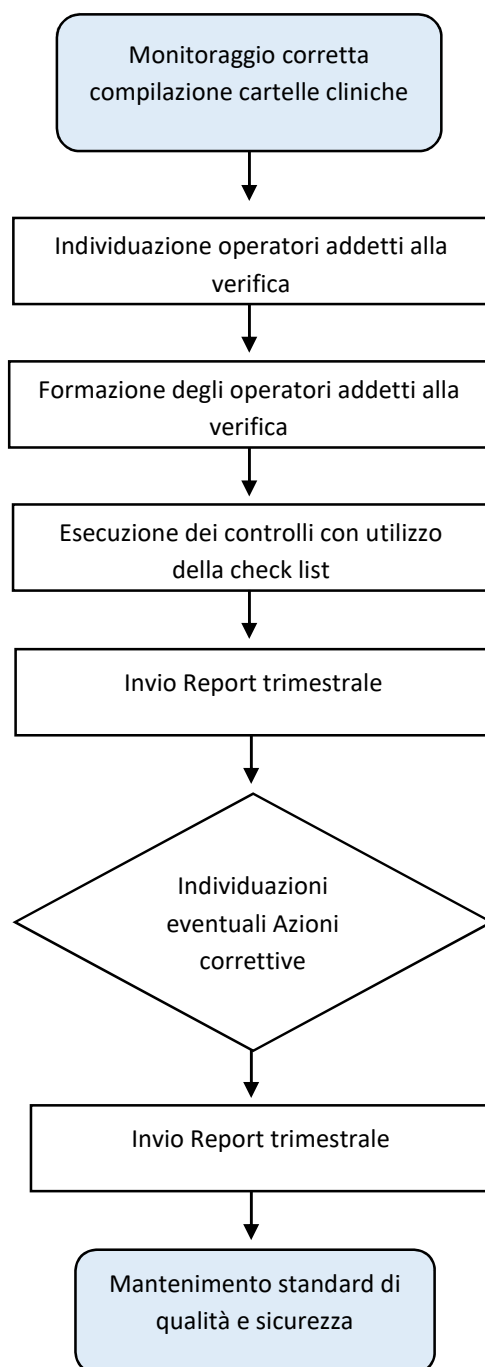 Monitoraggio corretta
compilazione cartelle cliniche
Individuazione operatori addetti alla
verifica
Formazione degli operatori addetti alla
verifica
Esecuzione dei controlli con utilizzo
della check list
Invio Report trimestrale
Individuazioni
eventuali Azioni
correttive
Invio Report trimestrale
Mantenimento standard di
qualità e sicurezza